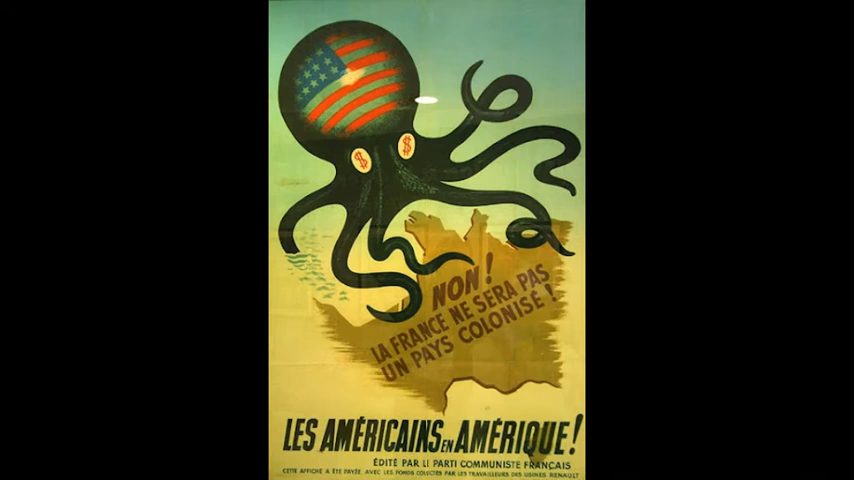 $ $
NON!
LA FRANCE NE SERA PAS
UN PAYS COLONISÉ!
LES AMÉRICAINS EN AMÉRIQUE!
ÉDITÉ PAR LE PARTI COMMUNISTE FRANÇAIS
CETTE AFFICHE A ÉTÉ PAYÉE AVEC LES FONDS COLECTÉS PAR LES TRAVAILLEURS DES USINES RENAULT